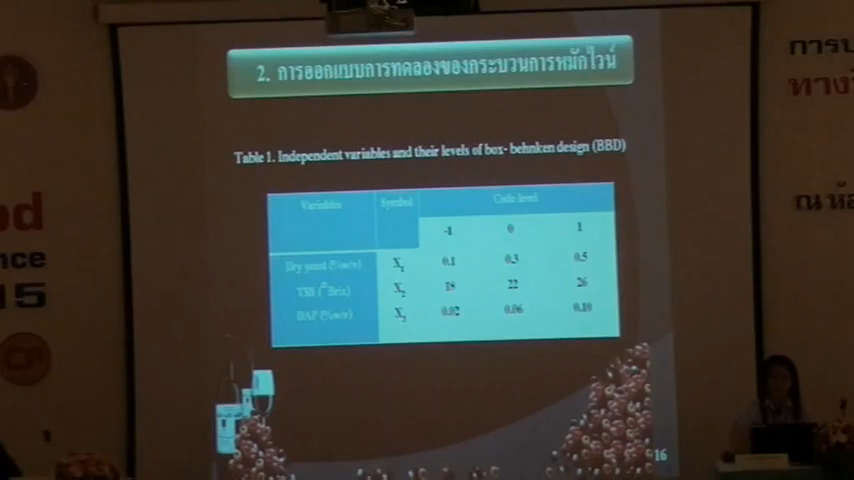 การป
ทางวิ
ณ ห้อ
od
nce
15
2. การออกแบบการทดลองของกระบวนการหมักไวน์
Table 1. Independent variables and their levels of box- behnken design (BBD)
Variables Symbol Code level
-1 0 1
Dry yeast (%m/v) X1 0.1 0.3 0.5
TSS (°Brix) X2 18 22 26
DAP (%m/v) X3 0.02 0.06 0.10
16